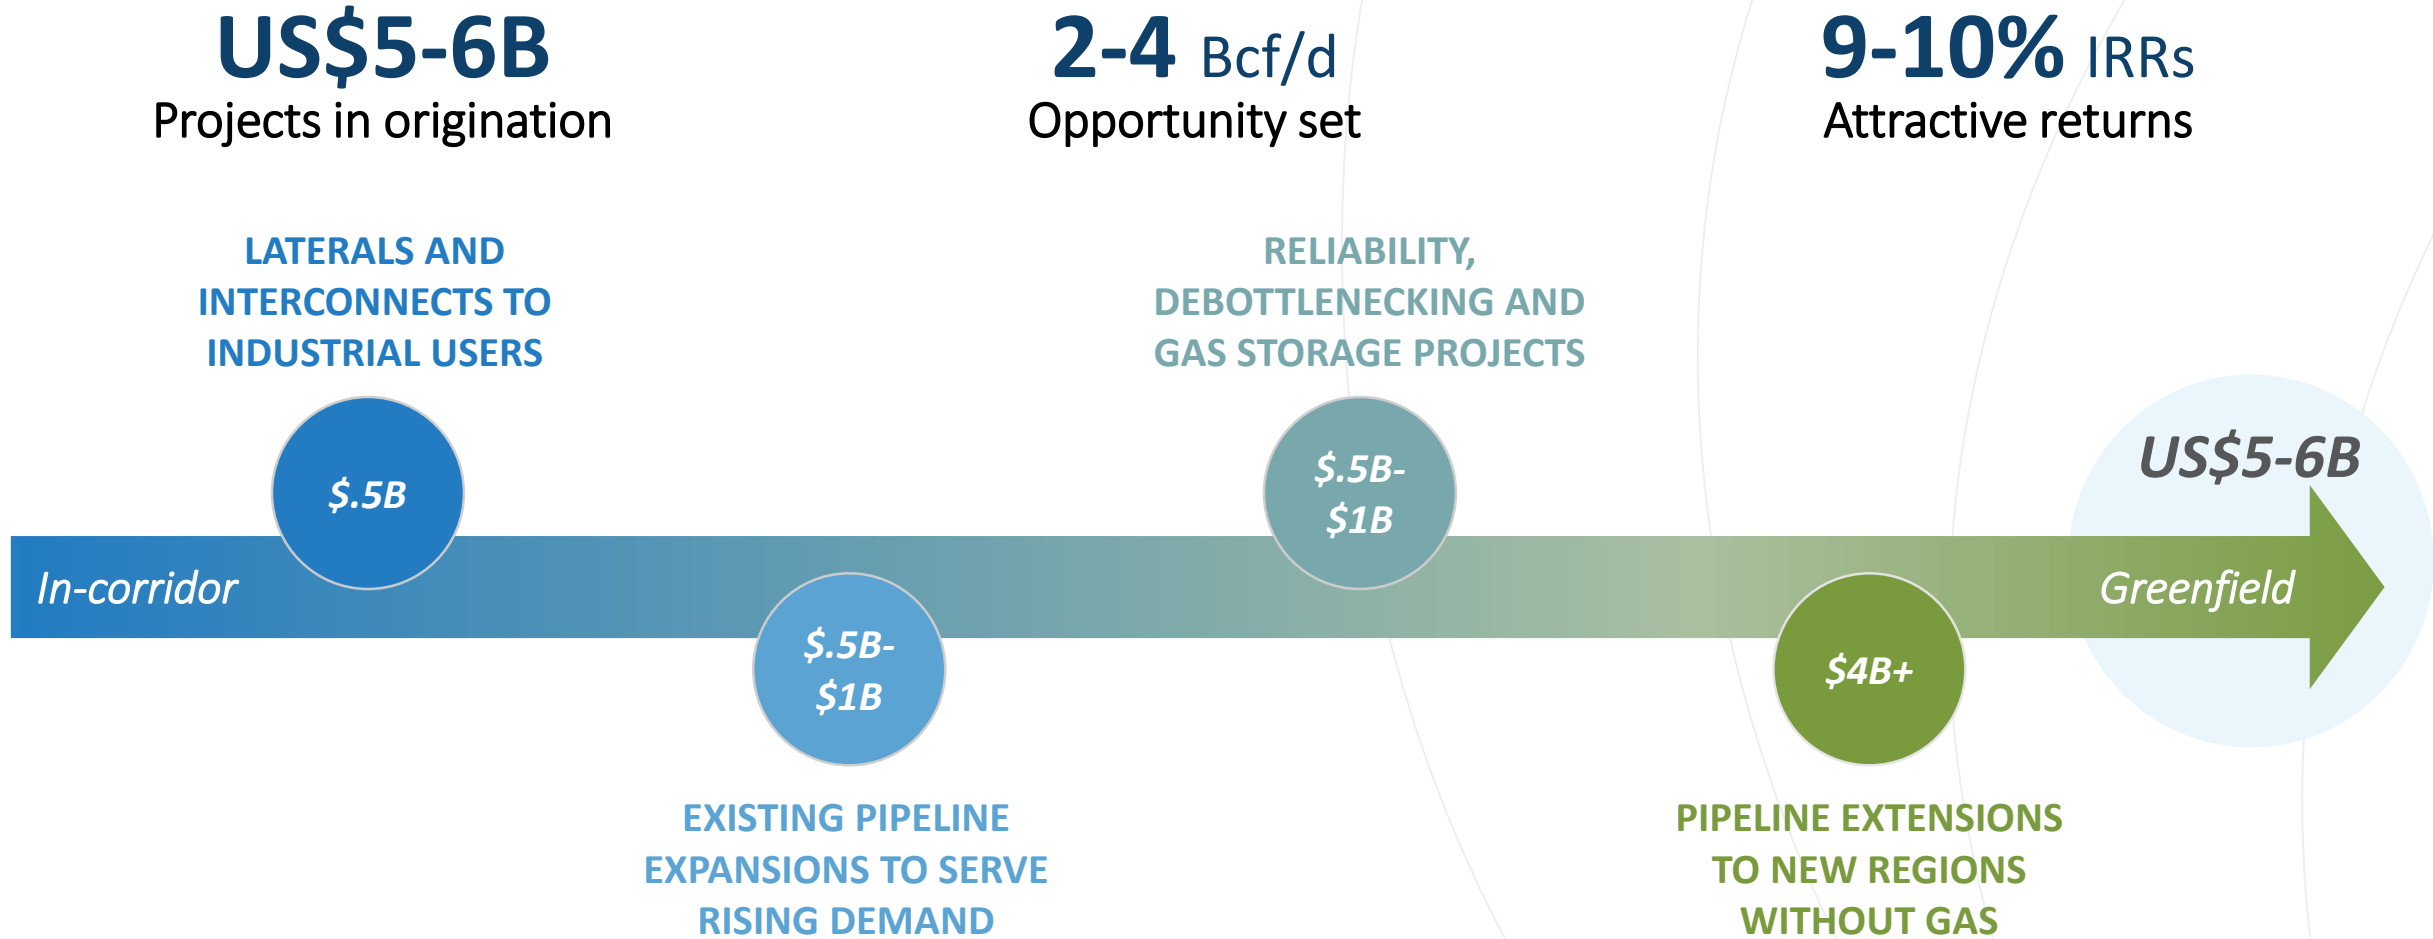 US$5-6B
Projects in origination
2-4 Bcf/d
Opportunity set
9-10% IRRs
Attractive returns
LATERALS AND
INTERCONNECTS TO
INDUSTRIAL USERS
RELIABILITY,
DEBOTTLENECKING AND
GAS STORAGE PROJECTS
$.5B
$.5B-
$1B
US$5-6B
In-corridor
Greenfield
$.5B-
$1B
$4B+
EXISTING PIPELINE
EXPANSIONS TO SERVE
RISING DEMAND
PIPELINE EXTENSIONS
TO NEW REGIONS
WITHOUT GAS